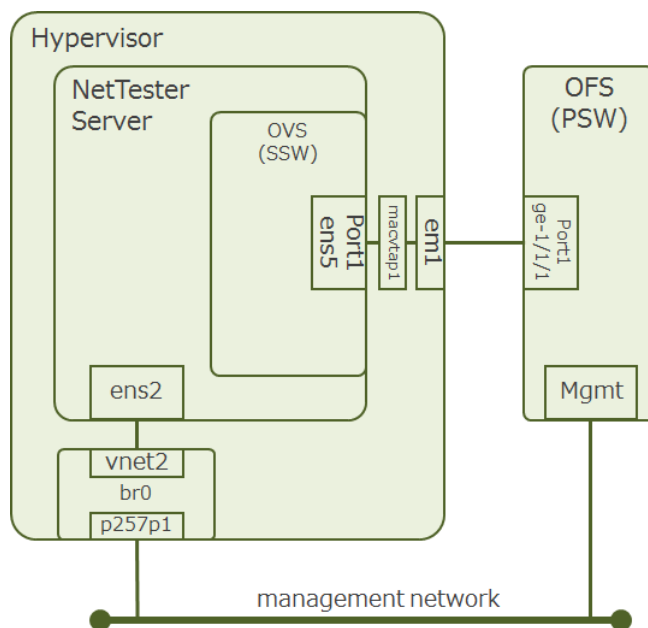 Hypervisor
NetTester
Server
OVS
(SSW)
Port1
ens5
macvtap1
em1
OFS
(PSW)
Port1
ge-1/1/1
ens2
Mgmt
vnet2
br0
p257p1
management network